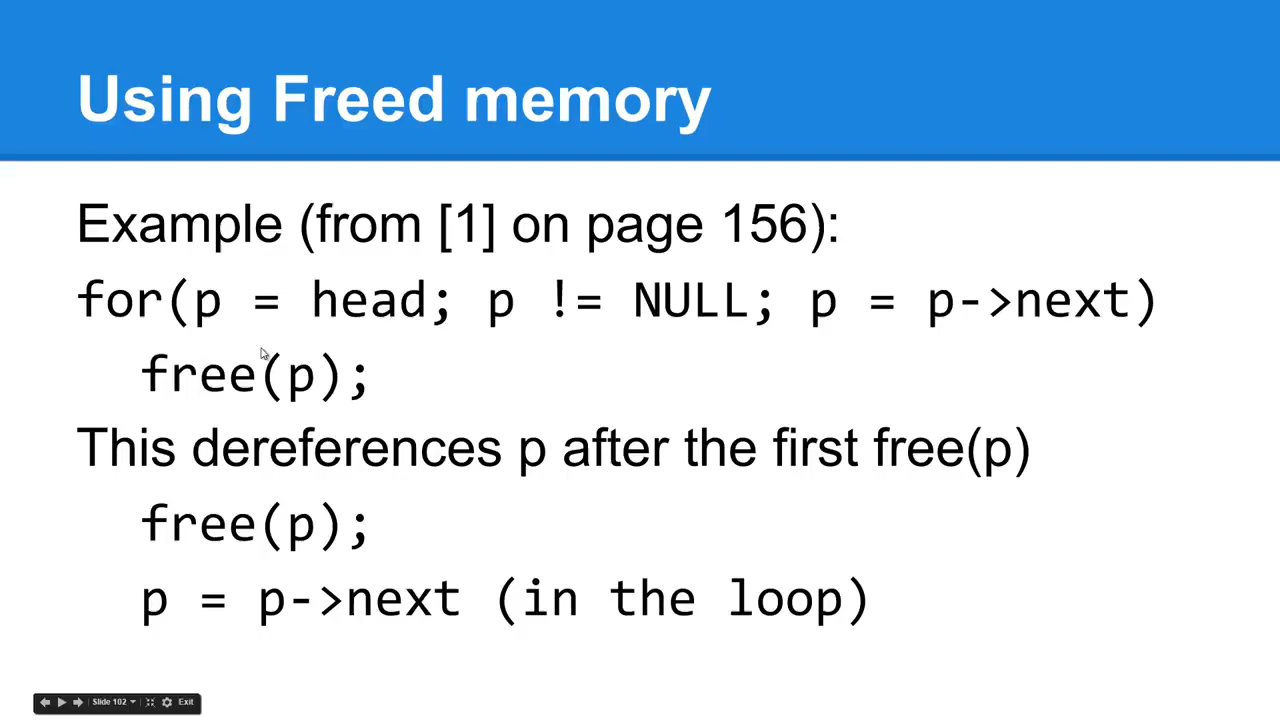 Using Freed memory
Example (from [1] on page 156):
for(p = head; p != NULL; p = p->next)
free(p);
This dereferences p after the first free(p)
free(p);
p = p->next (in the loop)
Slide 102
Exit